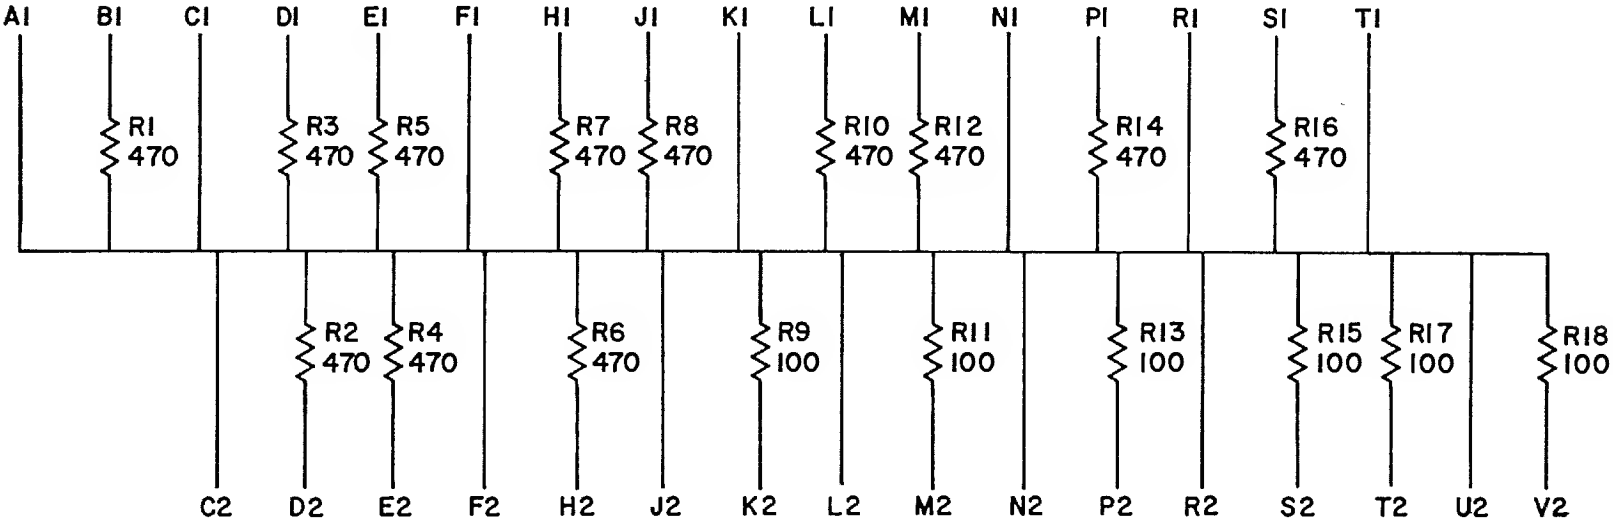 A1 B1 C1 D1 E1 F1 H1 J1 K1 L1 M1 N1 P1 R1 S1 T1
R1 R3 R5 R7 R8 R10 R12 R14 R16
470 470 470 470 470 470 470 470 470
R2 R4 R6 R9 R11 R13 R15 R17 R18
470 470 470 100 100 100 100 100 100
C2 D2 E2 F2 H2 J2 K2 L2 M2 N2 P2 R2 S2 T2 U2 V2